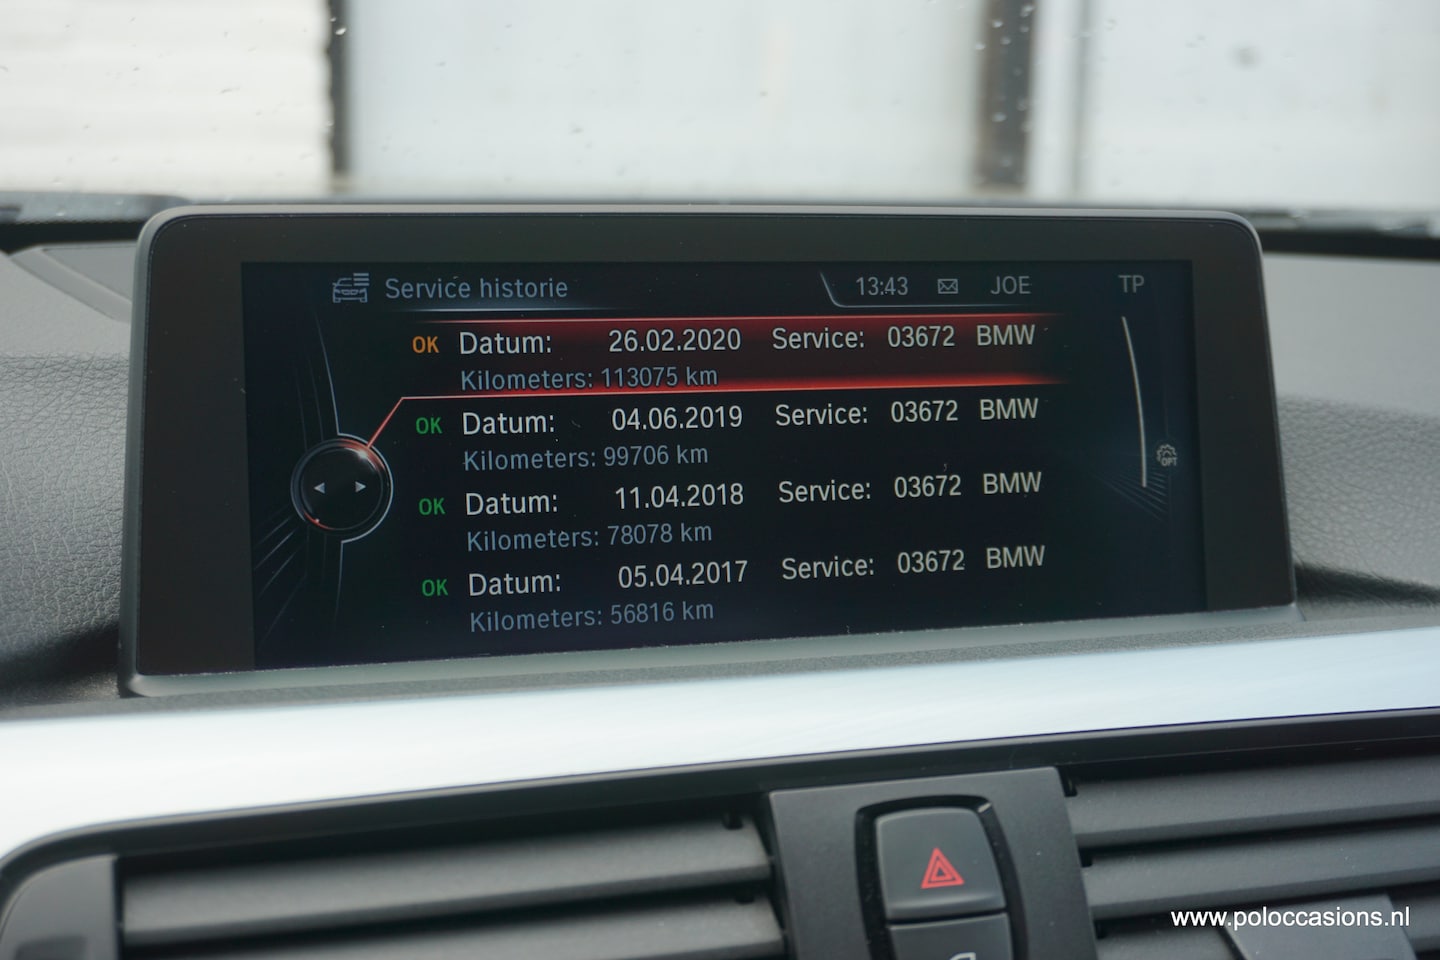 Service historie 13:43 JOE TP
OK Datum: 26.02.2020 Service: 03672 BMW
Kilometers: 113075 km
OK Datum: 04.06.2019 Service: 03672 BMW
Kilometers: 99706 km
OPT
OK Datum: 11.04.2018 Service: 03672 BMW
Kilometers: 78078 km
OK Datum: 05.04.2017 Service: 03672 BMW
Kilometers: 56816 km
www.poloccasions.nl